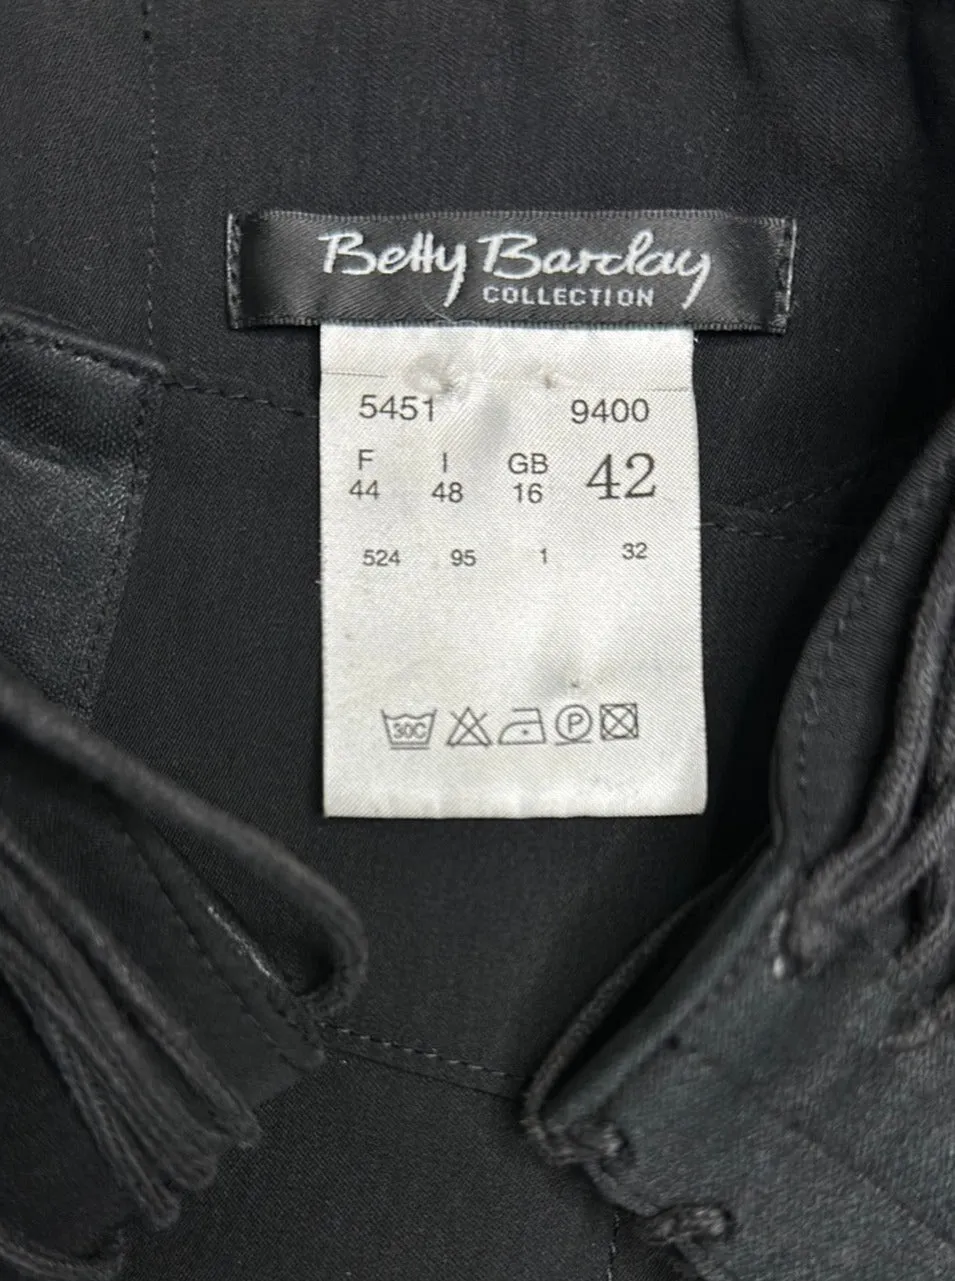 Betty Barclay
COLLECTION
5451 9400
F I GB 42
44 48 16
524 95 1 32
30C P